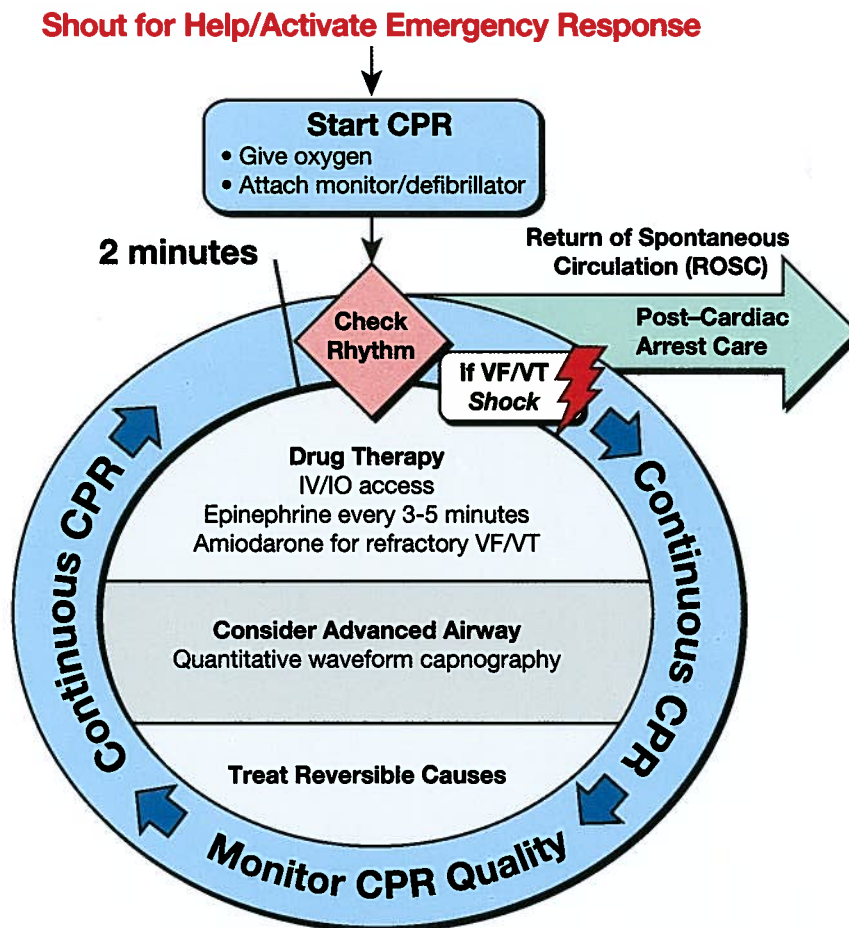 Shout for Help/Activate Emergency Response
Start CPR
• Give oxygen
• Attach monitor/defibrillator
2 minutes
Return of Spontaneous
Circulation (ROSC)
Check
Rhythm
Post–Cardiac
Arrest Care
If VF/VT
Shock
Drug Therapy
IV/IO access
Epinephrine every 3-5 minutes
Amiodarone for refractory VF/VT
Consider Advanced Airway
Quantitative waveform capnography
Treat Reversible Causes
Continuous CPR
Monitor CPR Quality
Continuous CPR